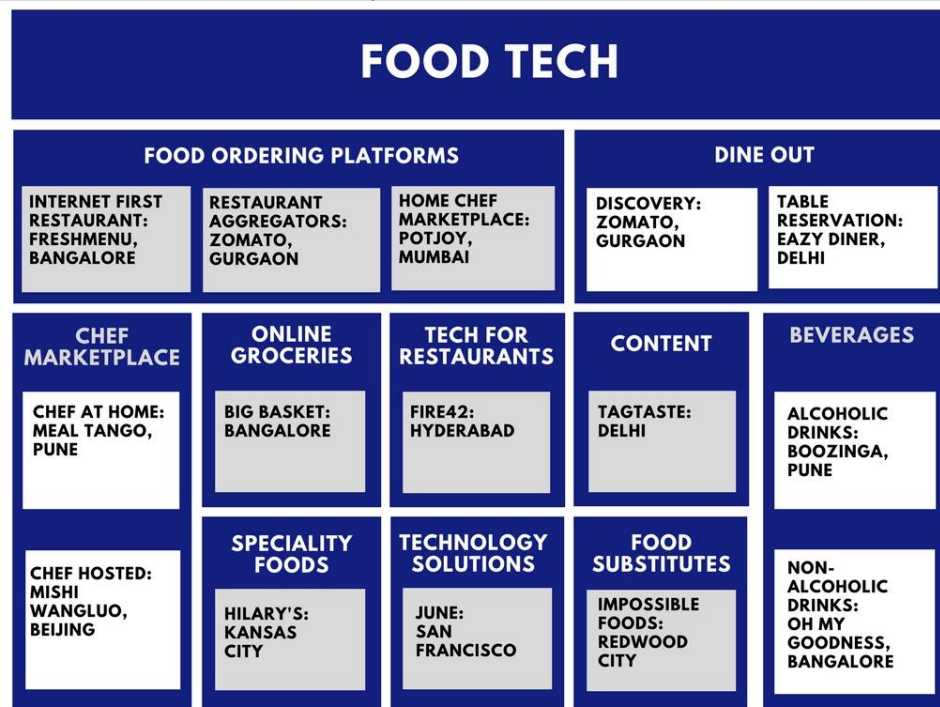 FOOD TECH
FOOD ORDERING PLATFORMS
INTERNET FIRST
RESTAURANT:
FRESHMENU,
BANGALORE
RESTAURANT
AGGREGATORS:
ZOMATO,
GURGAON
HOME CHEF
MARKETPLACE:
POTJOY,
MUMBAI
DINE OUT
DISCOVERY:
ZOMATO,
GURGAON
TABLE
RESERVATION:
EAZY DINER,
DELHI
CHEF
MARKETPLACE
CHEF AT HOME:
MEAL TANGO,
PUNE
CHEF HOSTED:
MISHI
WANGLUO,
BEIJING
ONLINE
GROCERIES
BIG BASKET:
BANGALORE
TECH FOR
RESTAURANTS
FIRE42:
HYDERABAD
CONTENT
TAGTASTE:
DELHI
BEVERAGES
ALCOHOLIC
DRINKS:
BOOZINGA,
PUNE
NON-
ALCOHOLIC
DRINKS:
OH MY
GOODNESS,
BANGALORE
SPECIALITY
FOODS
HILARY'S:
KANSAS
CITY
TECHNOLOGY
SOLUTIONS
JUNE:
SAN
FRANCISCO
FOOD
SUBSTITUTES
IMPOSSIBLE
FOODS:
REDWOOD
CITY